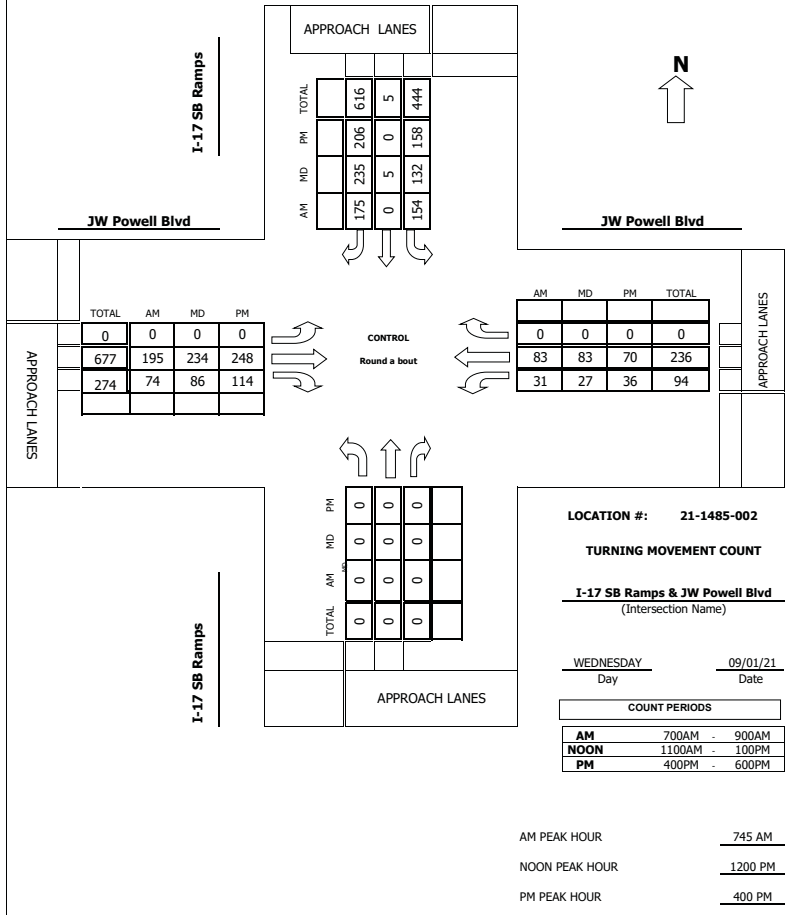 APPROACH LANES
I-17 SB Ramps
N
TOTAL 616 5 444
PM 206 0 158
MD 235 5 132
AM 175 0 154
JW Powell Blvd
JW Powell Blvd
TOTAL AM MD PM
0 0 0 0
677 195 234 248
274 74 86 114
APPROACH LANES
CONTROL
Round a bout
AM MD PM TOTAL
0 0 0 0
83 83 70 236
31 27 36 94
APPROACH LANES
PM 0 0 0
MD 0 0 0
AM 0 0 0
MD
TOTAL 0 0 0
I-17 SB Ramps
APPROACH LANES
LOCATION #: 21-1485-002
TURNING MOVEMENT COUNT
I-17 SB Ramps & JW Powell Blvd
(Intersection Name)
WEDNESDAY 09/01/21
Day Date
COUNT PERIODS
AM 700AM - 900AM
NOON 1100AM - 100PM
PM 400PM - 600PM
AM PEAK HOUR 745 AM
NOON PEAK HOUR 1200 PM
PM PEAK HOUR 400 PM